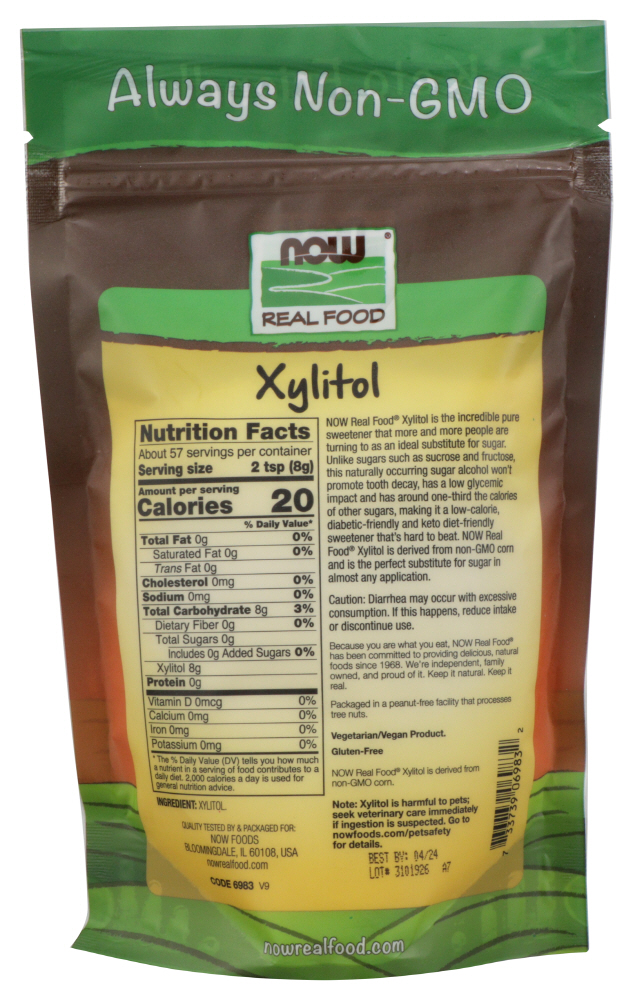 Always Non-GMO
NOW®
REAL FOOD
Xylitol
Nutrition Facts
About 57 servings per container
Serving size 2 tsp (8g)
Amount per serving
Calories 20
% Daily Value*
Total Fat 0g 0%
Saturated Fat 0g 0%
Trans Fat 0g
Cholesterol 0mg 0%
Sodium 0mg 0%
Total Carbohydrate 8g 3%
Dietary Fiber 0g 0%
Total Sugars 0g
Includes 0g Added Sugars 0%
Xylitol 8g
Protein 0g
Vitamin D 0mcg 0%
Calcium 0mg 0%
Iron 0mg 0%
Potassium 0mg 0%
* The % Daily Value (DV) tells you how much
a nutrient in a serving of food contributes to a
daily diet. 2,000 calories a day is used for
general nutrition advice.
INGREDIENT: XYLITOL.
QUALITY TESTED BY & PACKAGED FOR:
NOW FOODS
BLOOMINGDALE, IL 60108, USA
nowrealfood.com
CODE 6983 V9
NOW Real Food® Xylitol is the incredible pure
sweetener that more and more people are
turning to as an ideal substitute for sugar.
Unlike sugars such as sucrose and fructose,
this naturally occurring sugar alcohol won't
promote tooth decay, has a low glycemic
impact and has around one-third the calories
of other sugars, making it a low-calorie,
diabetic-friendly and keto diet-friendly
sweetener that's hard to beat. NOW Real
Food® Xylitol is derived from non-GMO corn
and is the perfect substitute for sugar in
almost any application.
Caution: Diarrhea may occur with excessive
consumption. If this happens, reduce intake
or discontinue use.
Because you are what you eat, NOW Real Food®
has been committed to providing delicious, natural
foods since 1968. We're independent, family
owned, and proud of it. Keep it natural. Keep it
real.
Packaged in a peanut-free facility that processes
tree nuts.
Vegetarian/Vegan Product.
Gluten-Free
NOW Real Food® Xylitol is derived from
non-GMO corn.
Note: Xylitol is harmful to pets;
seek veterinary care immediately
if ingestion is suspected. Go to
nowfoods.com/petsafety
for details.
BEST BY: 04/24
LOT# 3101926 A7
7 33739 06983 2
nowrealfood.com